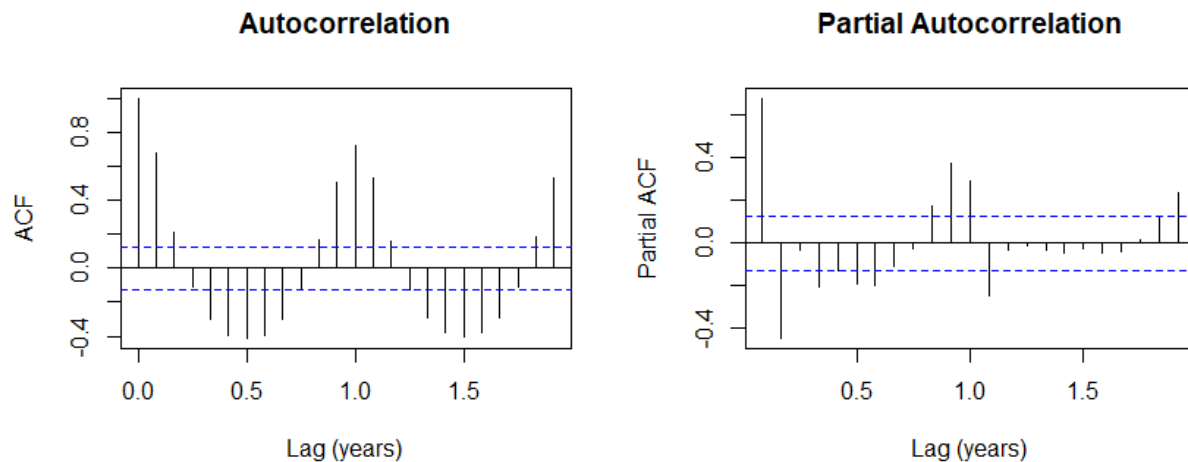 Autocorrelation
ACF
0.8
0.4
0.0
-0.4
0.0 0.5 1.0 1.5
Lag (years)
Partial Autocorrelation
Partial ACF
0.4
0.0
-0.4
0.5 1.0 1.5
Lag (years)